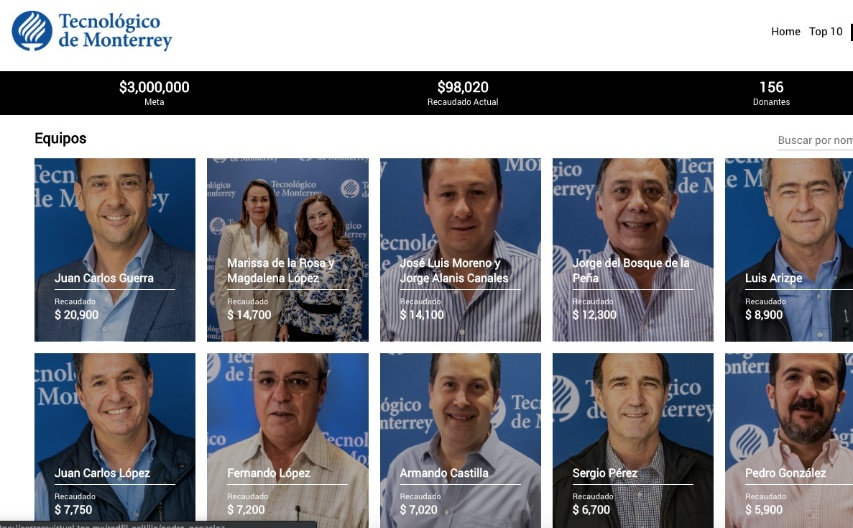 Tecnológico
de Monterrey
Home Top 10
$3,000,000
Meta
$98,020
Recaudado Actual
156
Donantes
Equipos
Buscar por nom
Juan Carlos Guerra
Recaudado
$ 20,900
Marissa de la Rosa y
Magdalena López
Recaudado
$ 14,700
José Luis Moreno y
Jorge Alanis Canales
Recaudado
$ 14,100
Jorge del Bosque de la
Peña
Recaudado
$ 12,300
Luis Arizpe
Recaudado
$ 8,900
Juan Carlos López
Recaudado
$ 7,750
Fernando López
Recaudado
$ 7,200
Armando Castilla
Recaudado
$ 7,020
Sergio Pérez
Recaudado
$ 6,700
Pedro González
Recaudado
$ 5,900